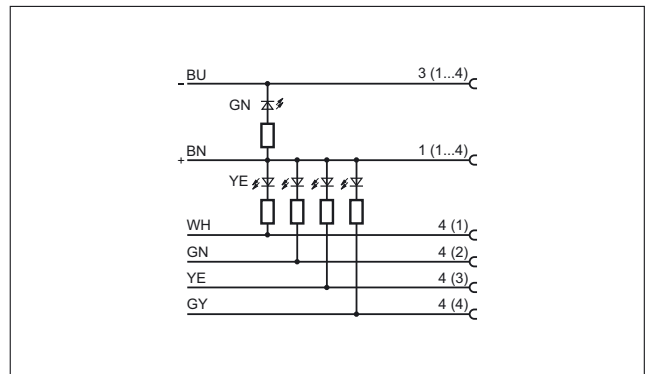 - BU 3 (1...4)
GN
+ BN 1 (1...4)
YE
WH 4 (1)
GN 4 (2)
YE 4 (3)
GY 4 (4)